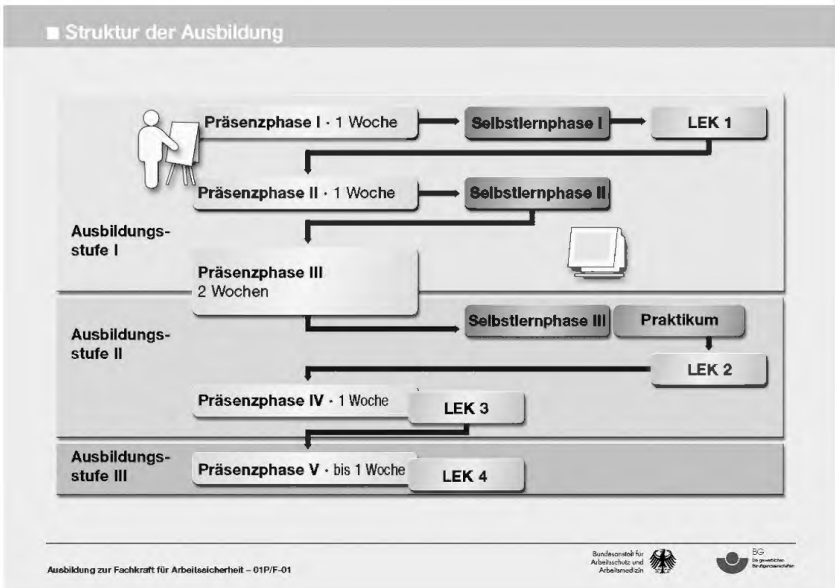 Struktur der Ausbildung
Präsenzphase I · 1 Woche
Selbstlernphase I
LEK 1
Präsenzphase II · 1 Woche
Selbstlernphase II
Ausbildungs-
stufe I
Präsenzphase III
2 Wochen
Ausbildungs-
stufe II
Selbstlernphase III
Praktikum
LEK 2
Präsenzphase IV · 1 Woche
LEK 3
Ausbildungs-
stufe III
Präsenzphase V · bis 1 Woche
LEK 4
Ausbildung zur Fachkraft für Arbeitssicherheit – 01P/F-01
Bundesanstalt für
Arbeitsschutz und
Arbeitsmedizin
BG
Die gewerblichen
Berufsgenossenschaften